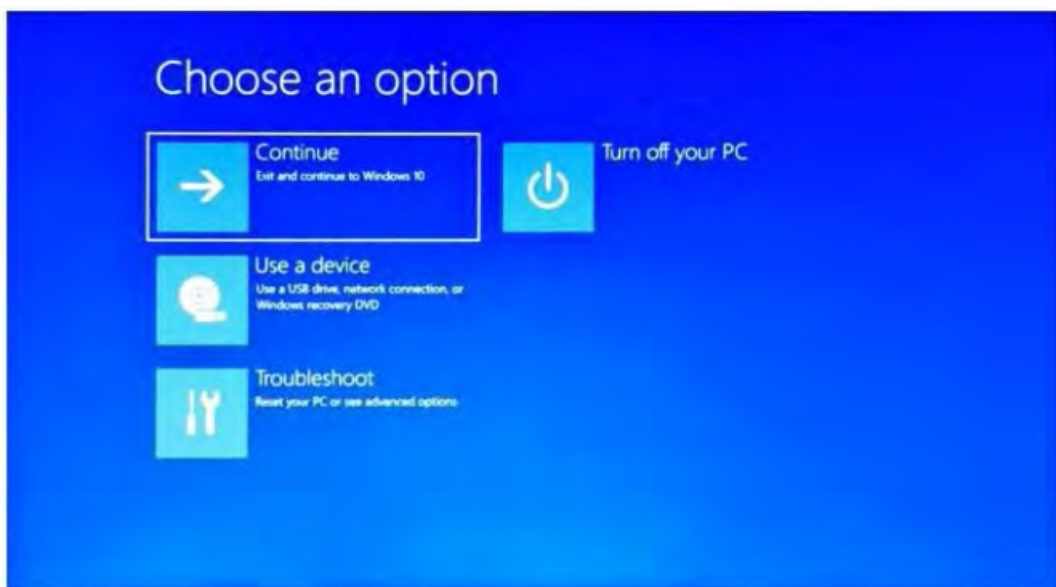 Choose an option
Continue
Exit and continue to Windows 10
Turn off your PC
Use a device
Use a USB drive, network connection, or
Windows recovery DVD
Troubleshoot
Reset your PC or see advanced options